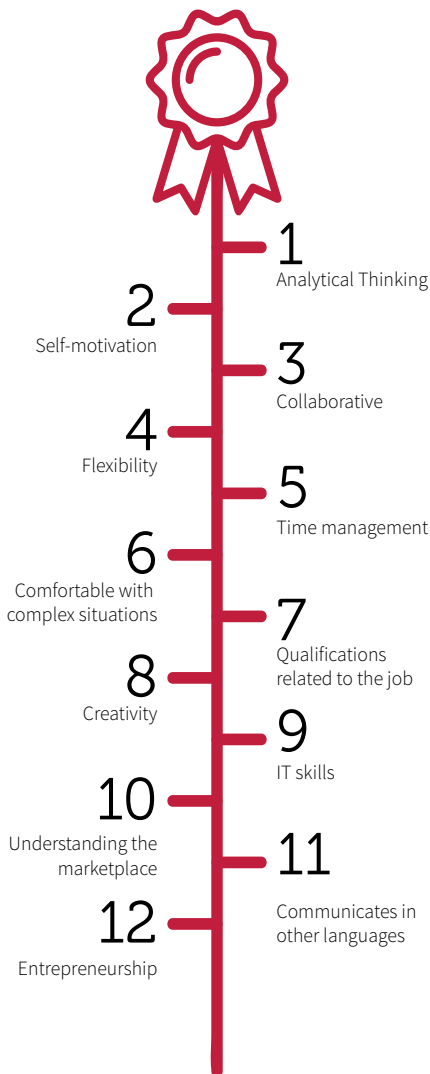 1
Analytical Thinking
2
Self-motivation
3
Collaborative
4
Flexibility
5
Time management
6
Comfortable with
complex situations
7
Qualifications
related to the job
8
Creativity
9
IT skills
10
Understanding the
marketplace
11
Communicates in
other languages
12
Entrepreneurship